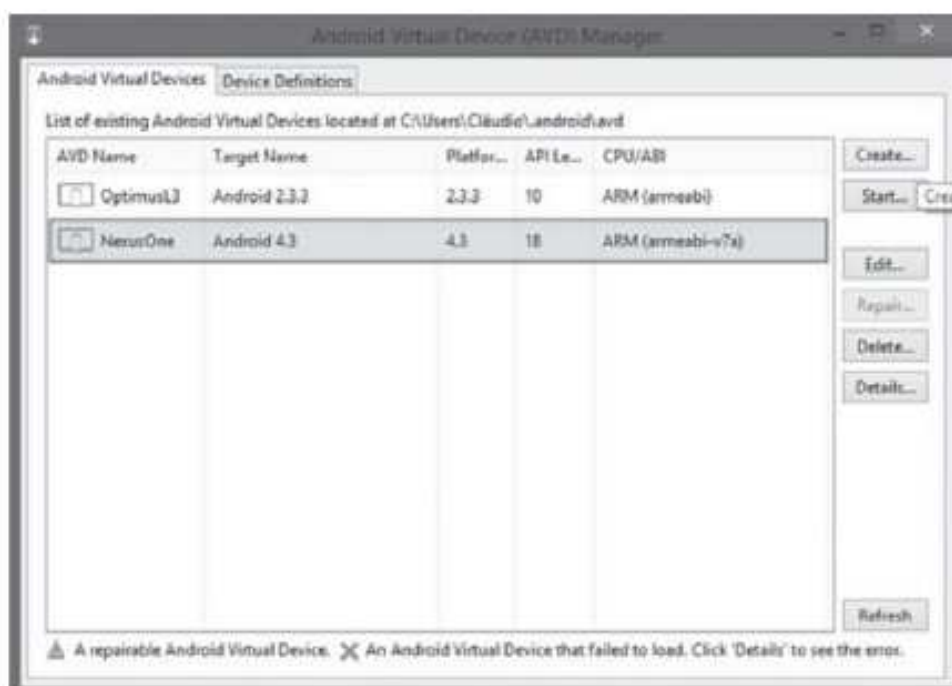 Android Virtual Device (AVD) Manager
Android Virtual Devices Device Definitions
List of existing Android Virtual Devices located at C:\Users\Cláudio\.android\avd
AVD Name Target Name Platfor... API Le... CPU/ABI
OptimusL3 Android 2.3.3 2.3.3 10 ARM (armeabi)
NexusOne Android 4.3 4.3 18 ARM (armeabi-v7a)
Create...
Start...
Crea
Edit...
Repair...
Delete...
Details...
Refresh
A repairable Android Virtual Device. An Android Virtual Device that failed to load. Click 'Details' to see the error.